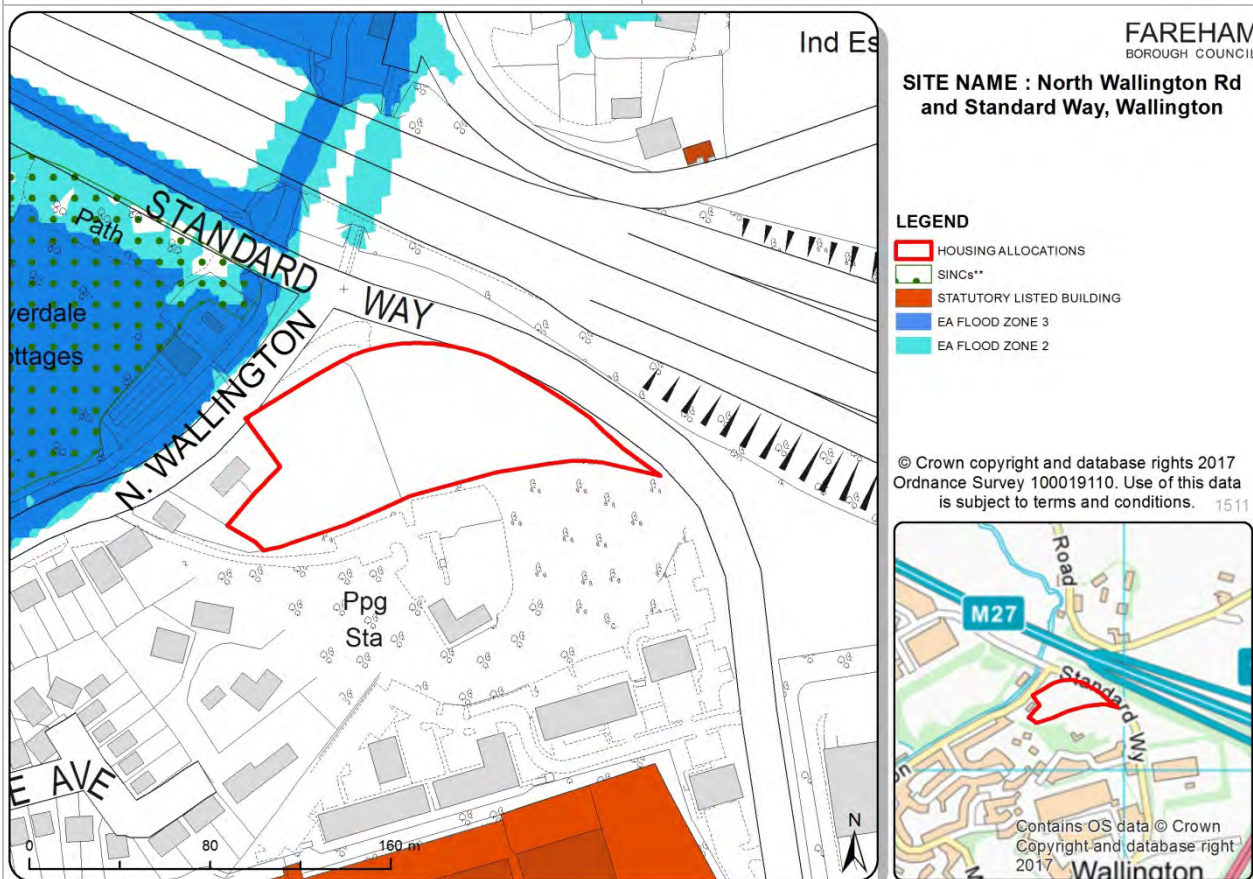 Ind Es
STANDARD
WAY
Path
verdale
ottages
N. WALLINGTON
Ppg
Sta
E AVE
0
80
160 m
N
FAREHAM
BOROUGH COUNCIL
SITE NAME : North Wallington Rd
and Standard Way, Wallington
LEGEND
HOUSING ALLOCATIONS
SINCs**
STATUTORY LISTED BUILDING
EA FLOOD ZONE 3
EA FLOOD ZONE 2
© Crown copyright and database rights 2017
Ordnance Survey 100019110. Use of this data
is subject to terms and conditions.
1511
Road
M27
Standard Wy
on
Contains OS data © Crown
Copyright and database right
2017
Wallington